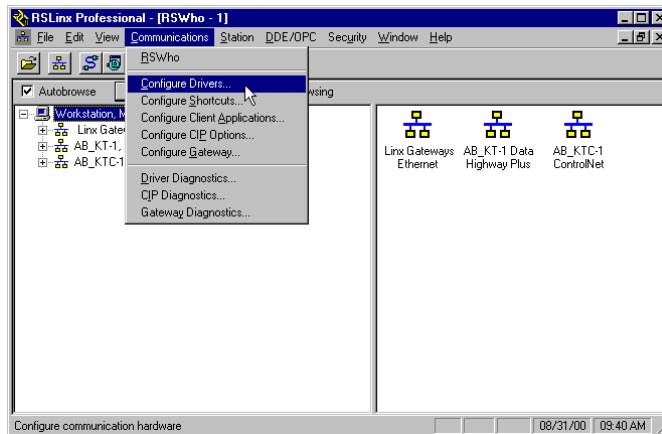 RSLinx Professional - [RSWho - 1]
File Edit View Communications Station DDE/OPC Security Window Help
RSWho
Configure Drivers...
Configure Shortcuts...
Configure Client Applications...
Configure CIP Options...
Configure Gateway...
Driver Diagnostics...
CIP Diagnostics...
Gateway Diagnostics...
Autobrowse
Workstation,
Linx
AB_KT-1,
AB_KTC-1
Linx Gateways Ethernet
AB_KT-1 Data Highway Plus
AB_KTC-1 ControlNet
Configure communication hardware
08/31/00
09:40 AM